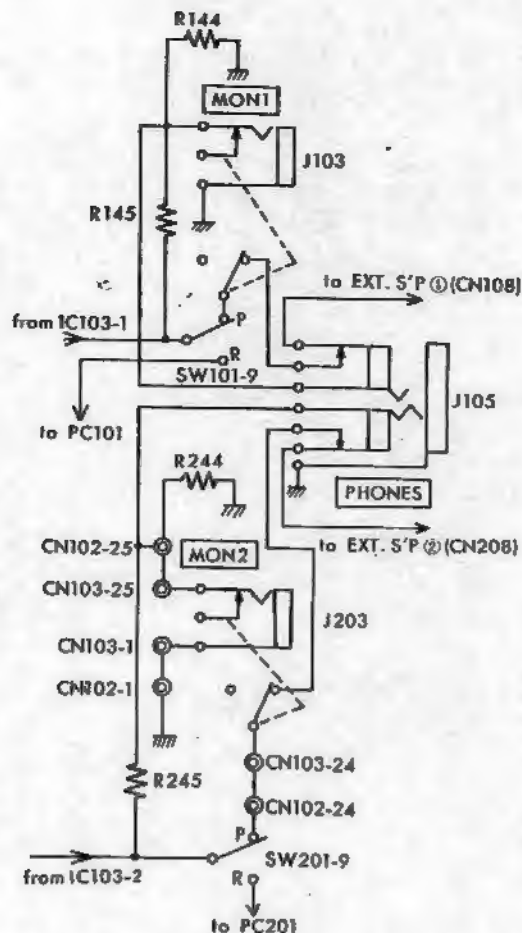 R144
MON1
J103
R145
to EXT. S'P ① (CN108)
from IC103-1
P
R
SW101-9
J105
to PC101
R244
PHONES
CN102-25
MON2
to EXT. S'P ② (CN208)
CN103-25
J203
CN103-1
CN102-1
CN103-24
R245
CN102-24
P
SW201-9
from IC103-2
R
to PC201